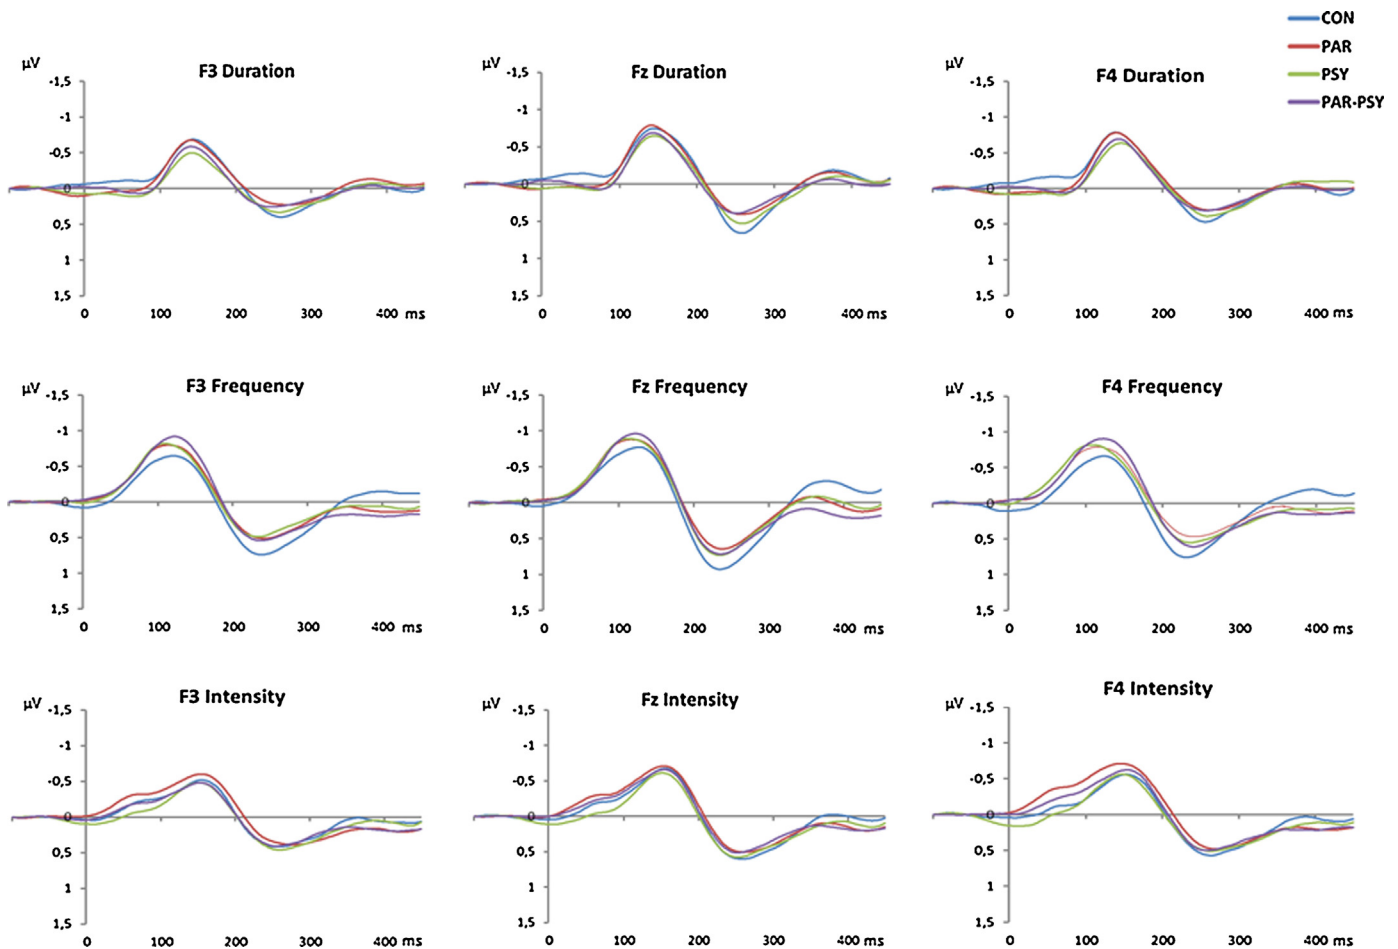 CON
PAR
PSY
PAR-PSY
F3 Duration
µV
-1,5
-1
-0,5
0
0,5
1
1,5
0 100 200 300 400 ms
Fz Duration
µV
-1,5
-1
-0,5
0
0,5
1
1,5
0 100 200 300 400 ms
F4 Duration
µV
-1,5
-1
-0,5
0
0,5
1
1,5
0 100 200 300 400 ms
F3 Frequency
µV
-1,5
-1
-0,5
0
0,5
1
1,5
0 100 200 300 400 ms
Fz Frequency
µV
-1,5
-1
-0,5
0
0,5
1
1,5
0 100 200 300 400 ms
F4 Frequency
µV
-1,5
-1
-0,5
0
0,5
1
1,5
0 100 200 300 400 ms
F3 Intensity
µV
-1,5
-1
-0,5
0
0,5
1
1,5
0 100 200 300 400 ms
Fz Intensity
µV
-1,5
-1
-0,5
0
0,5
1
1,5
0 100 200 300 400 ms
F4 Intensity
µV
-1,5
-1
-0,5
0
0,5
1
1,5
0 100 200 300 400 ms